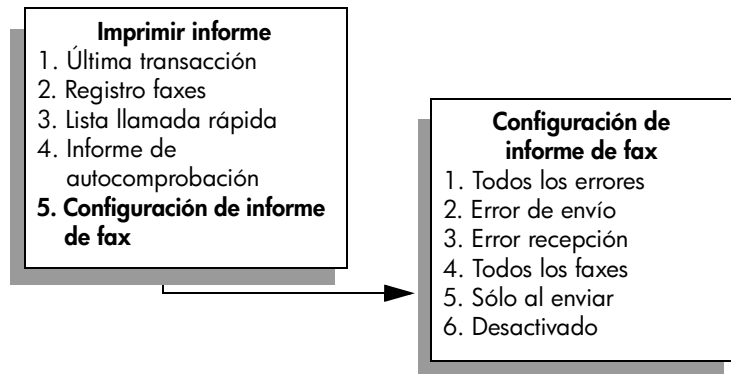 Imprimir informe
1. Última transacción
2. Registro faxes
3. Lista llamada rápida
4. Informe de
autocomprobación
5. Configuración de informe
de fax
Configuración de
informe de fax
1. Todos los errores
2. Error de envío
3. Error recepción
4. Todos los faxes
5. Sólo al enviar
6. Desactivado